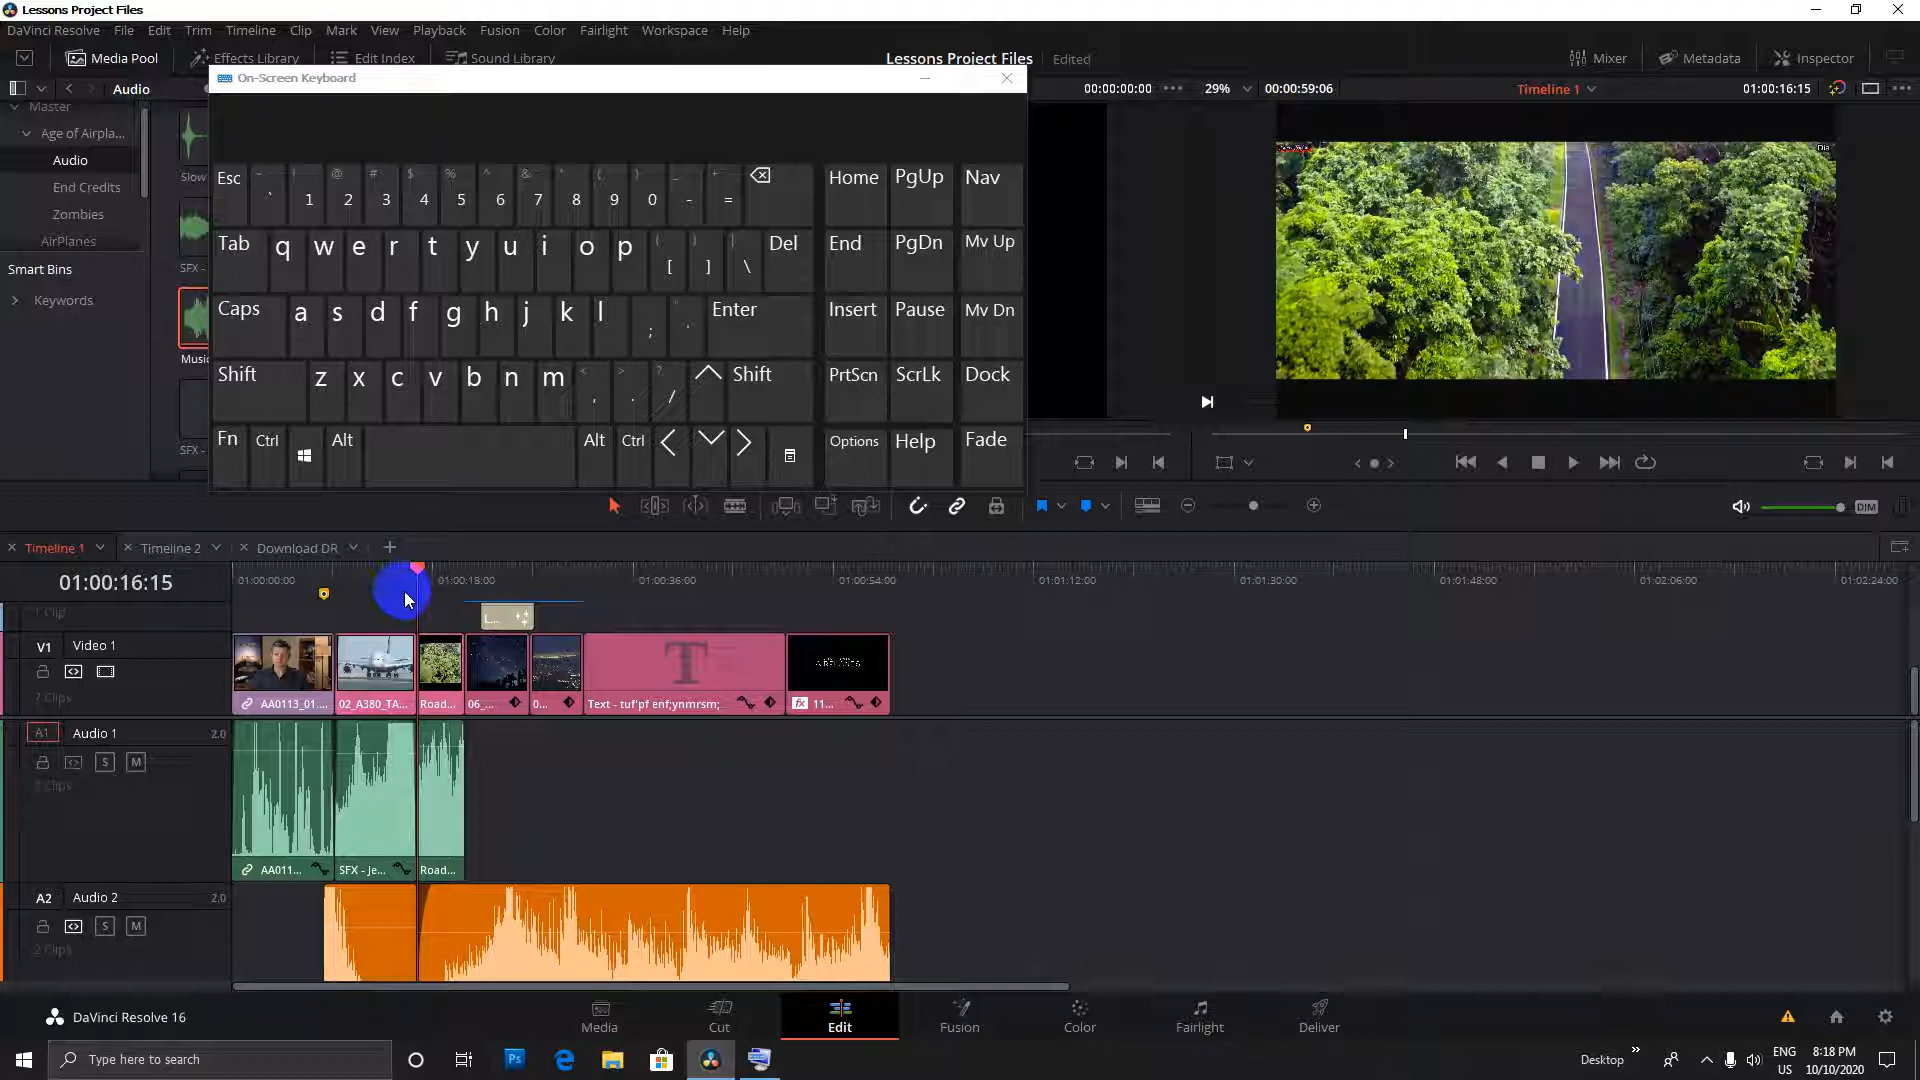 Lessons Project Files
DaVinci Resolve File Edit Trim Timeline Clip Mark View Playback Fusion Color Fairlight Workspace Help
Media Pool Effects Library Edit Index Sound Library Lessons Project Files Edited Mixer Metadata Inspector
On-Screen Keyboard
Audio 00:00:00:00 29% 00:00:59:06 Timeline 1 01:00:16:15
Master
Age of Airpla...
Audio
End Credits
Zombies
AirPlanes
Smart Bins
Keywords
Slow
SFX -
Music
SFX -
Esc ~ ` ! 1 @ 2 # 3 $ 4 % 5 ^ 6 & 7 * 8 ( 9 ) 0 _ - + = Home PgUp Nav
Tab q w e r t y u i o p [ ] | \ Del End PgDn Mv Up
Caps a s d f g h j k l ; ' Enter Insert Pause Mv Dn
Shift z x c v b n m < , > . ? / Shift PrtScn ScrLk Dock
Fn Ctrl Alt Alt Ctrl Options Help Fade
DIM
Timeline 1 Timeline 2 Download DR
01:00:16:15 01:00:00:00 01:00:18:00 01:00:36:00 01:00:54:00 01:01:12:00 01:01:30:00 01:01:48:00 01:02:06:00 01:02:24:00
1 Clip L...
V1 Video 1
7 Clips AA0113_01.... 02_A380_TA... Road... 06_... 0... Text - tuf'pf enf;ynmrsm; fx 11...
A1 Audio 1 2.0
S M
3 Clips
AA011... SFX - Je... Road...
A2 Audio 2 2.0
S M
2 Clips
DaVinci Resolve 16 Media Cut Edit Fusion Color Fairlight Deliver
Type here to search Ps Desktop ENG US 8:18 PM 10/10/2020